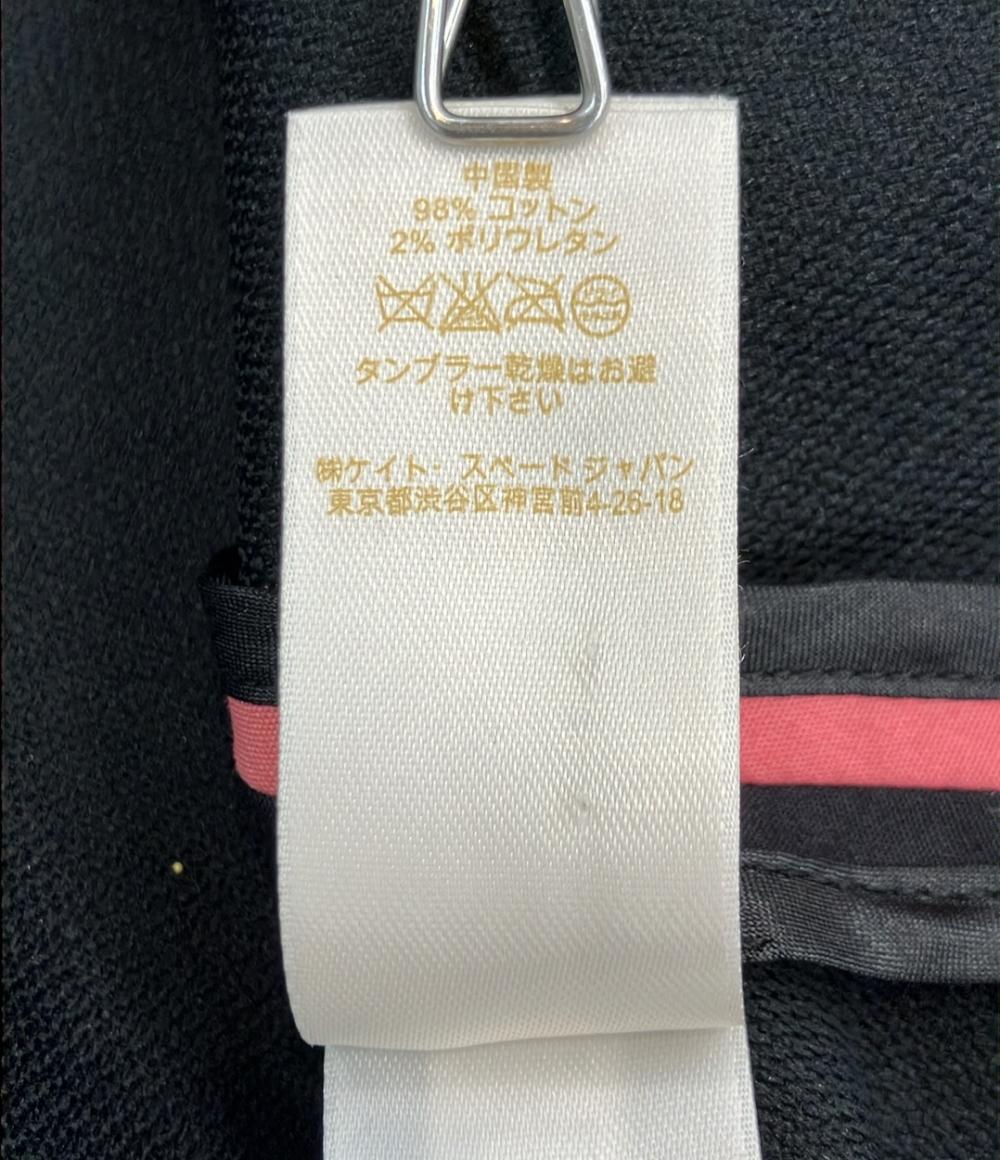 中国製
98% コットン
2% ポリウレタン
タンブラー乾燥はお避
け下さい
㈱ケイト・スペード ジャパン
東京都渋谷区神宮前4-26-18